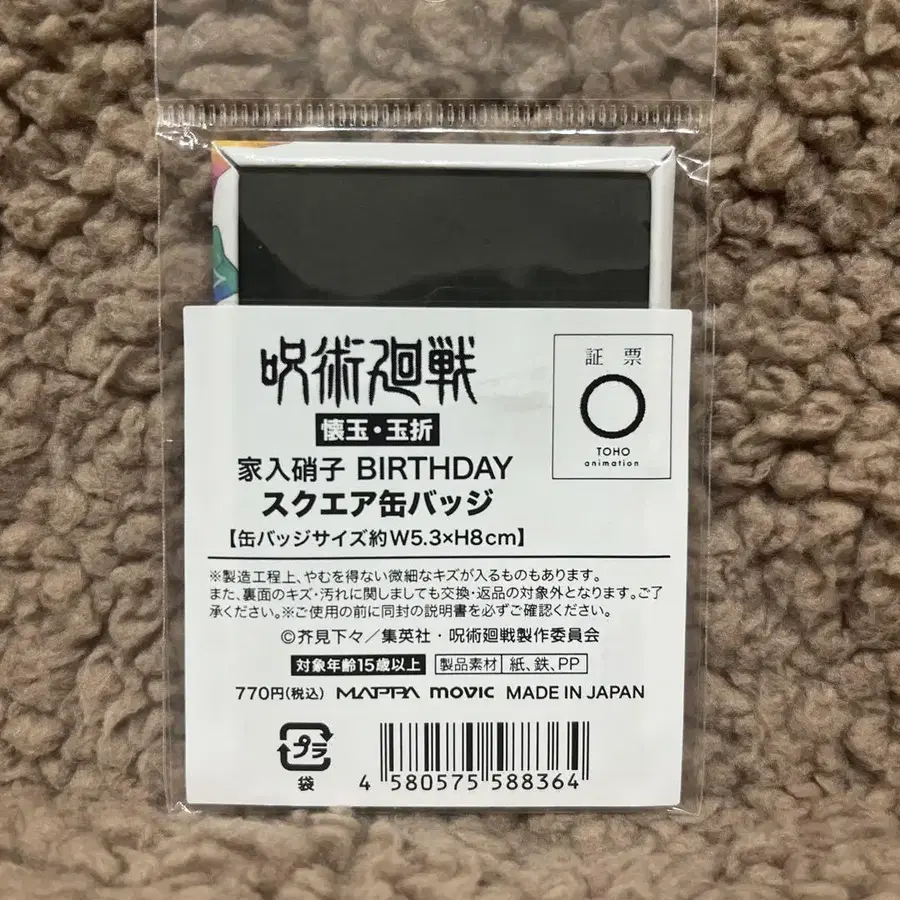 呪術廻戦
懐玉・玉折
証票
TOHO
animation
家入硝子 BIRTHDAY
スクエア缶バッジ
【缶バッジサイズ約W5.3×H8cm】
※製造工程上、やむを得ない微細なキズが入るものもあります。
また、裏面のキズ・汚れに関しましても交換・返品の対象外となります。ご了
承ください。※ご使用の前に同封の説明書を必ずご確認ください。
©芥見下々／集英社・呪術廻戦製作委員会
対象年齢15歳以上 製品素材 紙、鉄、PP
770円(税込) MAPPA movic MADE IN JAPAN
プラ
袋
4 580575 588364